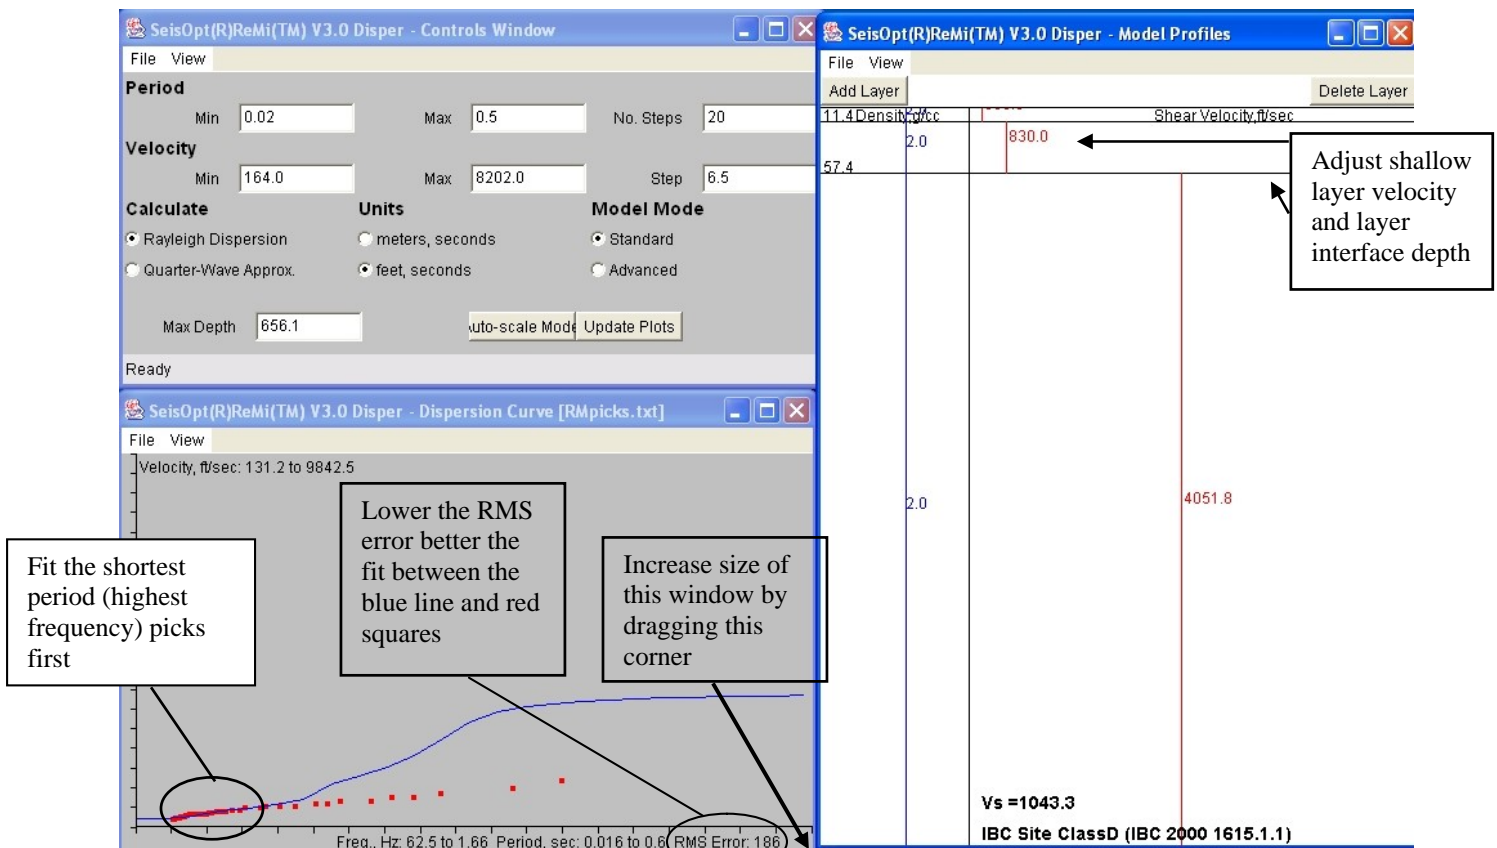 SeisOpt(R)ReMi(TM) V3.0 Disper - Controls Window
File View
Period
Min 0.02 Max 0.5 No. Steps 20
Velocity
Min 164.0 Max 8202.0 Step 6.5
Calculate Units Model Mode
Rayleigh Dispersion meters, seconds Standard
Quarter-Wave Approx. feet, seconds Advanced
Max Depth 656.1 uto-scale Mode Update Plots
Ready
SeisOpt(R)ReMi(TM) V3.0 Disper - Model Profiles
File View
Add Layer Delete Layer
11.4 Density,g/cc Shear Velocity,ft/sec
2.0 830.0
57.4
2.0 4051.8
Vs =1043.3
IBC Site ClassD (IBC 2000 1615.1.1)
Adjust shallow
layer velocity
and layer
interface depth
SeisOpt(R)ReMi(TM) V3.0 Disper - Dispersion Curve [RMpicks.txt]
File View
Velocity, ft/sec: 131.2 to 9842.5
Fit the shortest
period (highest
frequency) picks
first
Lower the RMS
error better the
fit between the
blue line and red
squares
Increase size of
this window by
dragging this
corner
Freq., Hz: 62.5 to 1.66 Period, sec: 0.016 to 0.6 RMS Error: 186